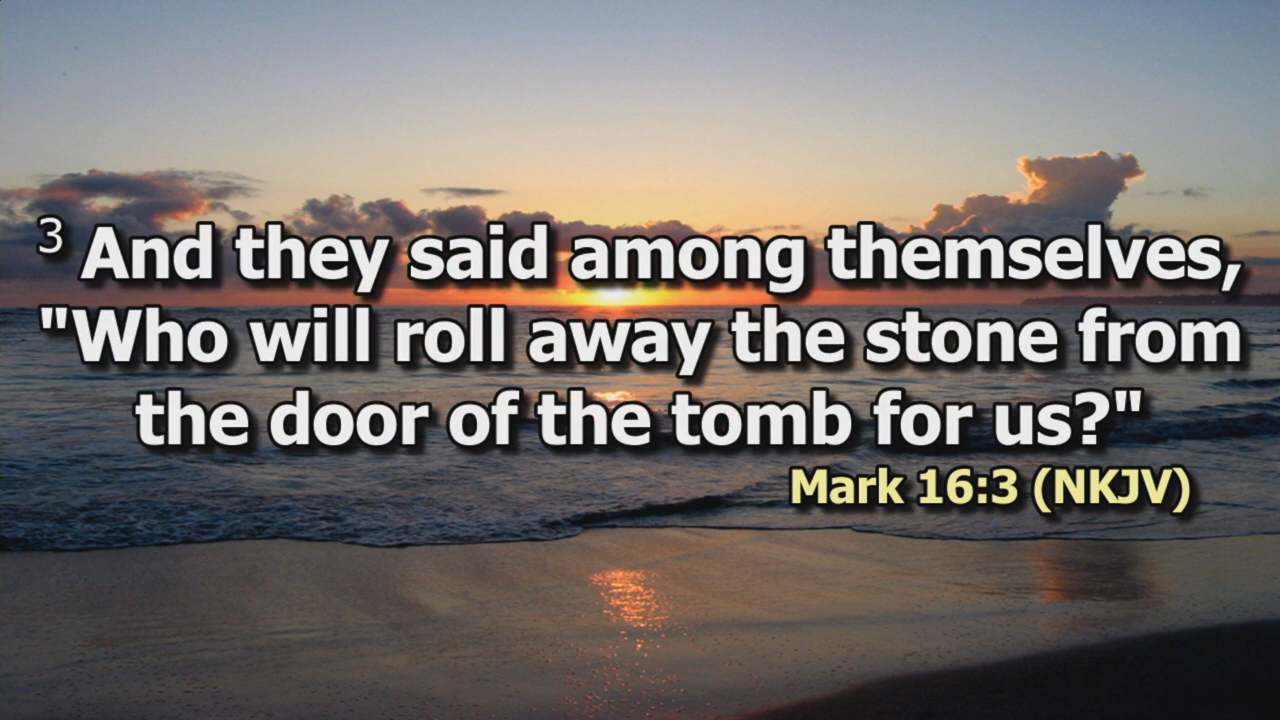 3 And they said among themselves,
"Who will roll away the stone from
the door of the tomb for us?"
Mark 16:3 (NKJV)